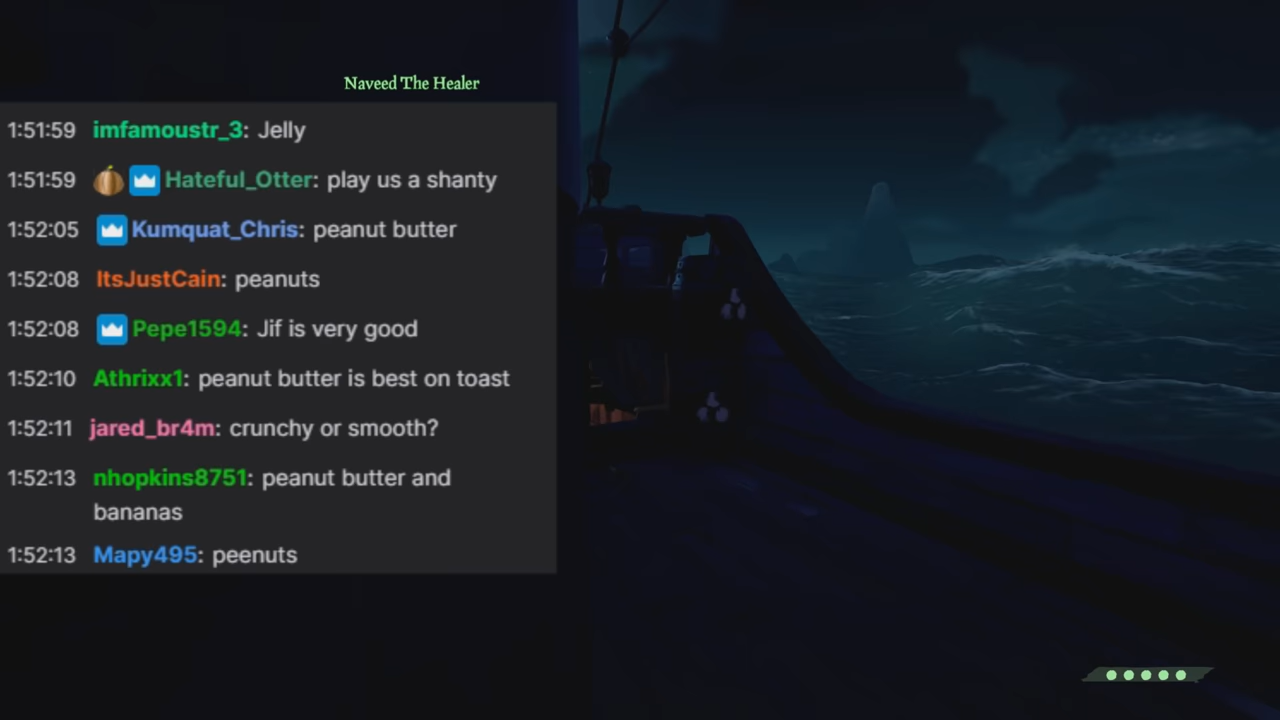 Naveed The Healer
1:51:59 imfamoustr_3: Jelly
1:51:59 Hateful_Otter: play us a shanty
1:52:05 Kumquat_Chris: peanut butter
1:52:08 ItsJustCain: peanuts
1:52:08 Pepe1594: Jif is very good
1:52:10 Athrixx1: peanut butter is best on toast
1:52:11 jared_br4m: crunchy or smooth?
1:52:13 nhopkins8751: peanut butter and
bananas
1:52:13 Mapy495: peenuts